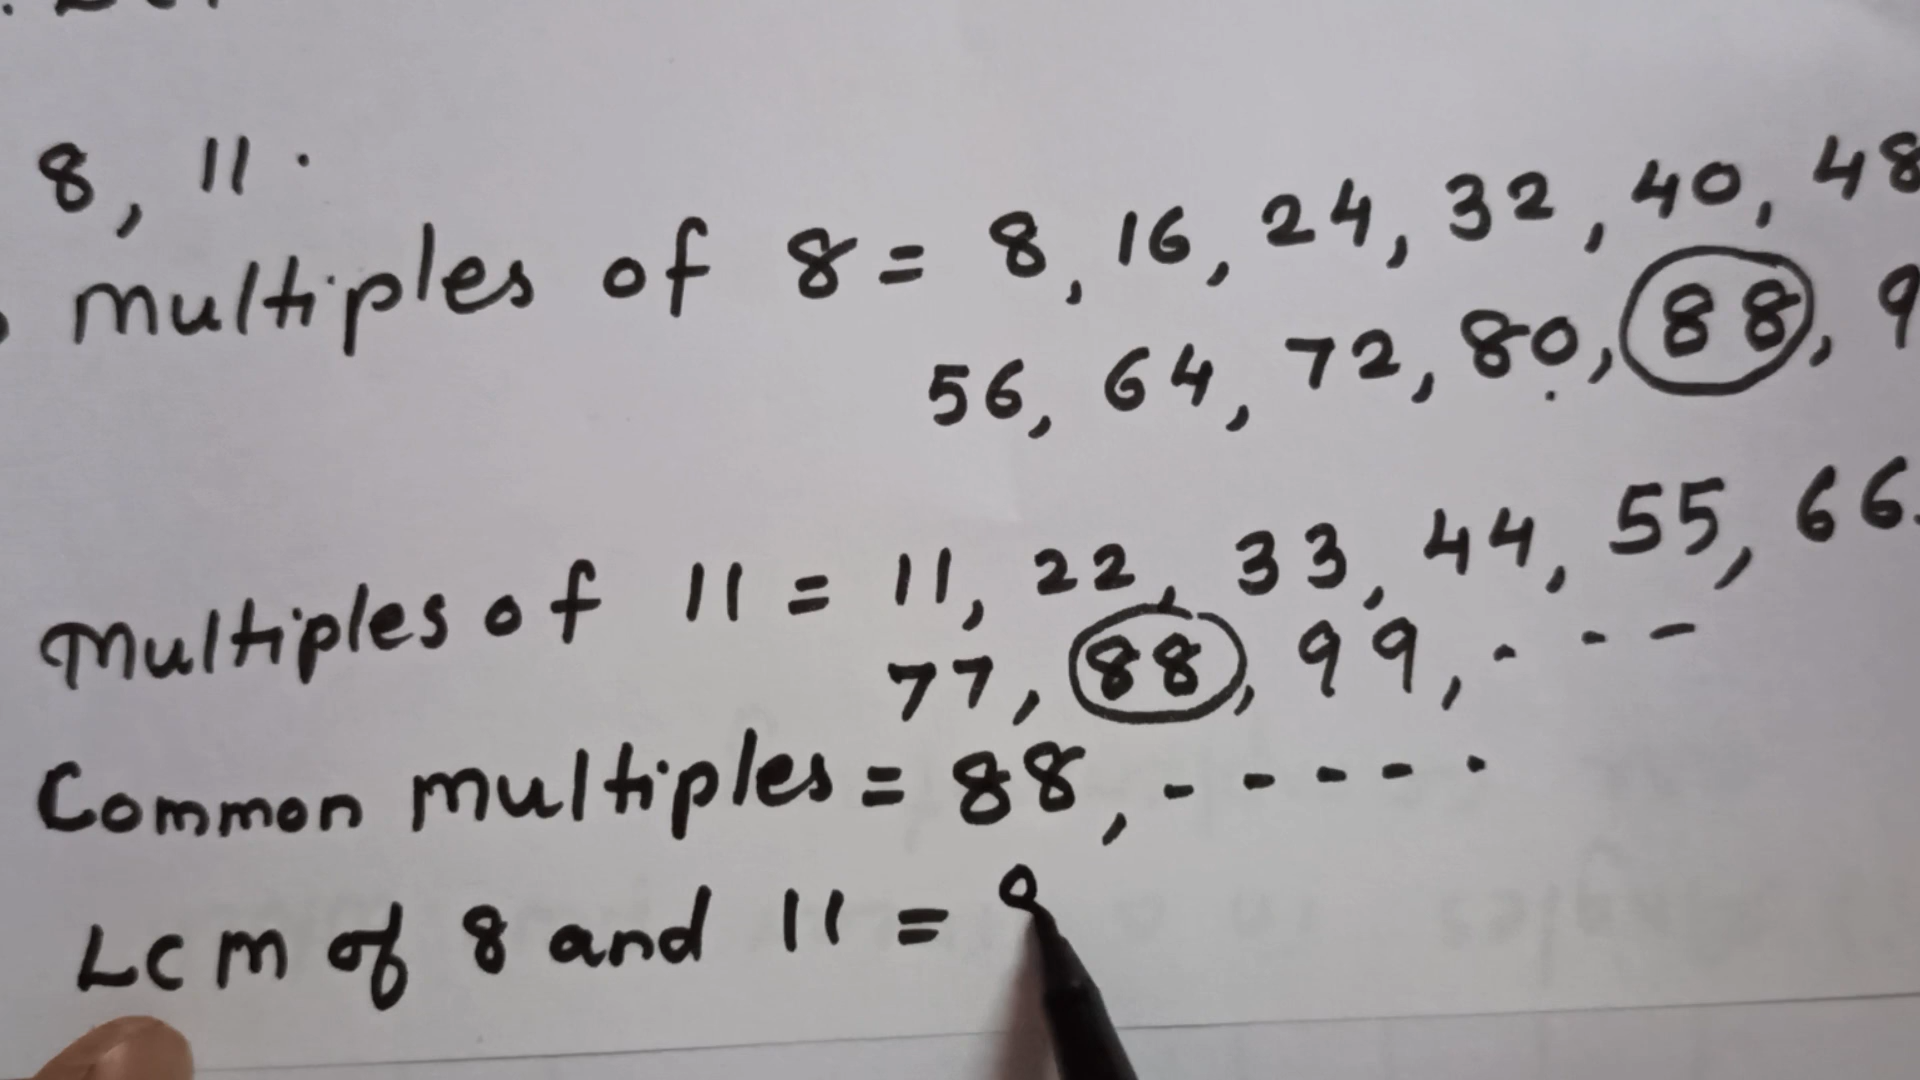 8, 11.
multiples of 8 = 8, 16, 24, 32, 40, 48
56, 64, 72, 80, 88, 9
Multiples of 11 = 11, 22, 33, 44, 55, 66.
77, 88, 99, . - - -
Common multiples = 88, - - - - - .
Lcm of 8 and 11 =